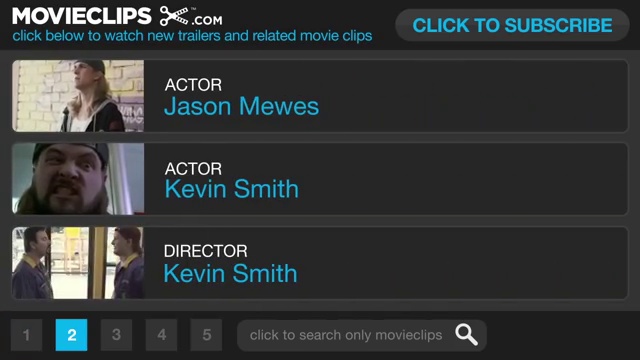 MOVIECLIPS .COM
click below to watch new trailers and related movie clips
CLICK TO SUBSCRIBE
ACTOR
Jason Mewes
ACTOR
Kevin Smith
DIRECTOR
Kevin Smith
1 2 3 4 5
click to search only movieclips